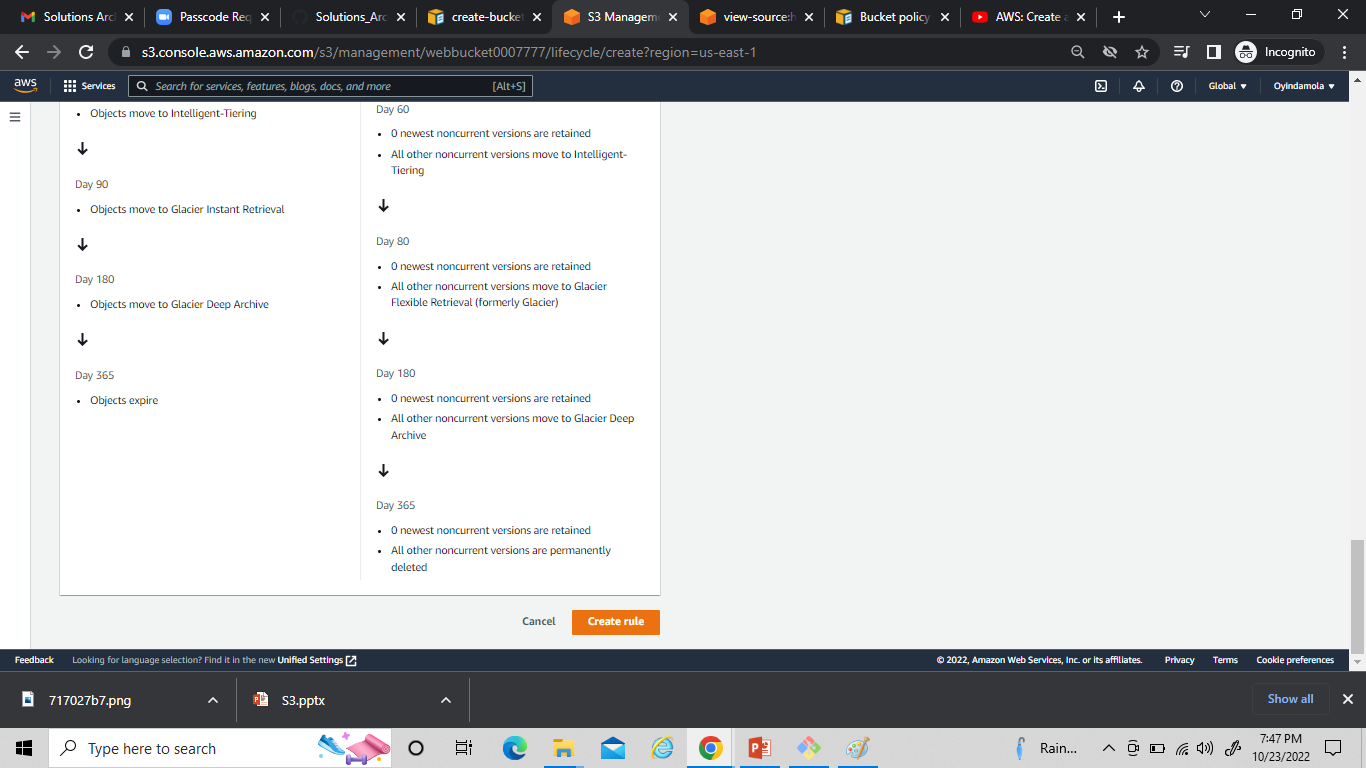 Solutions Arc
Passcode Req
Solutions_Arc
create-bucket
S3 Managem
view-source:h
Bucket policy
AWS: Create a
s3.console.aws.amazon.com/s3/management/webbucket0007777/lifecycle/create?region=us-east-1
Incognito
aws
Services
Search for services, features, blogs, docs, and more
[Alt+S]
Global
Oyindamola
Objects move to Intelligent-Tiering
Day 90
Objects move to Glacier Instant Retrieval
Day 180
Objects move to Glacier Deep Archive
Day 365
Objects expire
Day 60
0 newest noncurrent versions are retained
All other noncurrent versions move to Intelligent-
Tiering
Day 80
0 newest noncurrent versions are retained
All other noncurrent versions move to Glacier
Flexible Retrieval (formerly Glacier)
Day 180
0 newest noncurrent versions are retained
All other noncurrent versions move to Glacier Deep
Archive
Day 365
0 newest noncurrent versions are retained
All other noncurrent versions are permanently
deleted
Cancel
Create rule
Feedback
Looking for language selection? Find it in the new Unified Settings
© 2022, Amazon Web Services, Inc. or its affiliates.
Privacy
Terms
Cookie preferences
717027b7.png
S3.pptx
Show all
Type here to search
Rain...
7:47 PM
10/23/2022